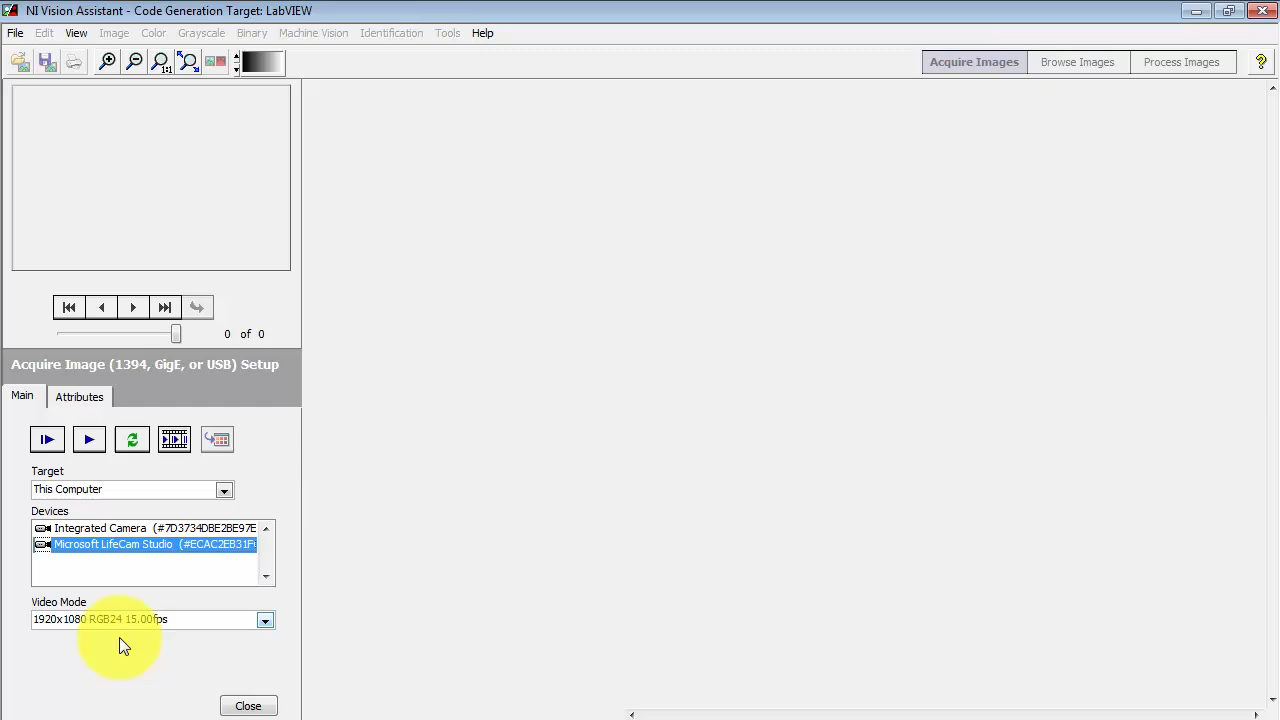 NI Vision Assistant - Code Generation Target: LabVIEW
File Edit View Image Color Grayscale Binary Machine Vision Identification Tools Help
1:1
Acquire Images Browse Images Process Images ?
0 of 0
Acquire Image (1394, GigE, or USB) Setup
Main Attributes
Target
This Computer
Devices
Integrated Camera (#7D3734DBE2BE97E
Microsoft LifeCam Studio (#ECAC2EB31F
Video Mode
1920x1080 RGB24 15.00fps
Close